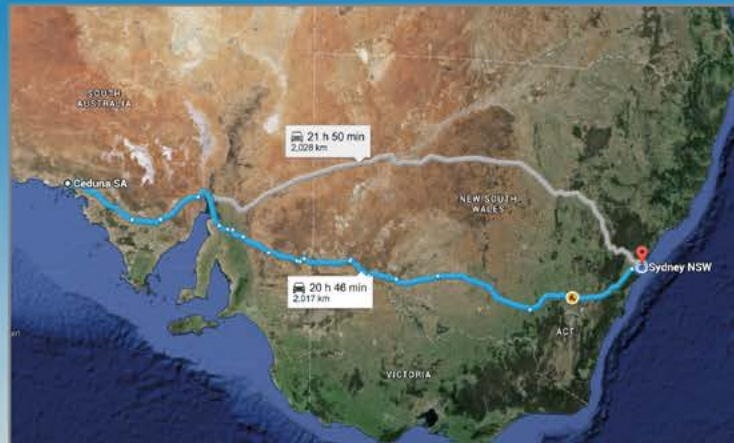 SOUTH
AUSTRALIA
21 h 50 min
2,028 km
Ceduna SA
NEW SOUTH
WALES
Sydney NSW
20 h 46 min
2,017 km
ACT
VICTORIA